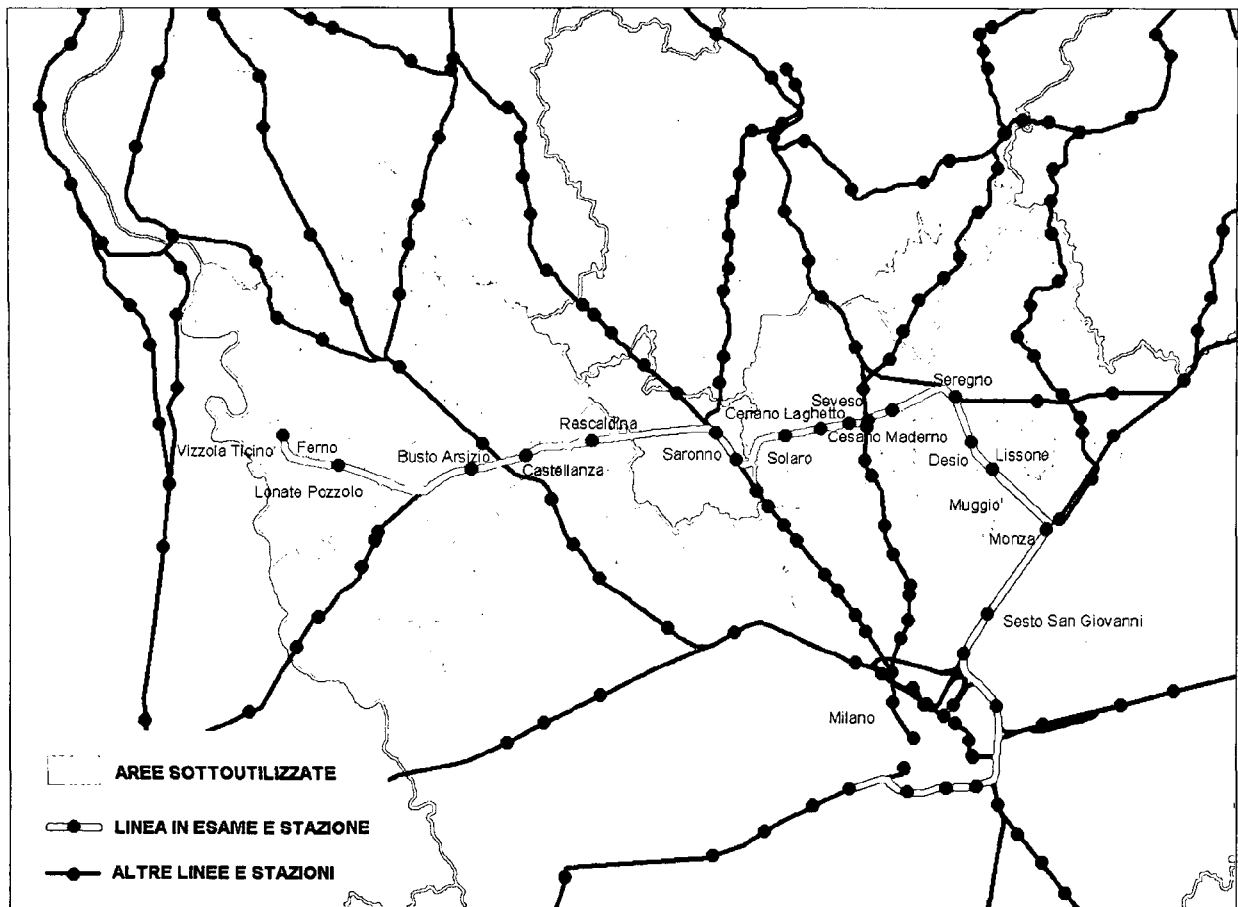 Seregno
Seveso
Ceriano Laghetto
Rescaldina
Cesano Maderno
Ferno
Vizzola Ticino
Busto Arsizio
Saronno
Solaro
Desio
Lissone
Castellanza
Lonate Pozzolo
Muggio'
Monza
Sesto San Giovanni
Milano
AREE SOTTOUTILIZZATE
LINEA IN ESAME E STAZIONE
ALTRE LINEE E STAZIONI